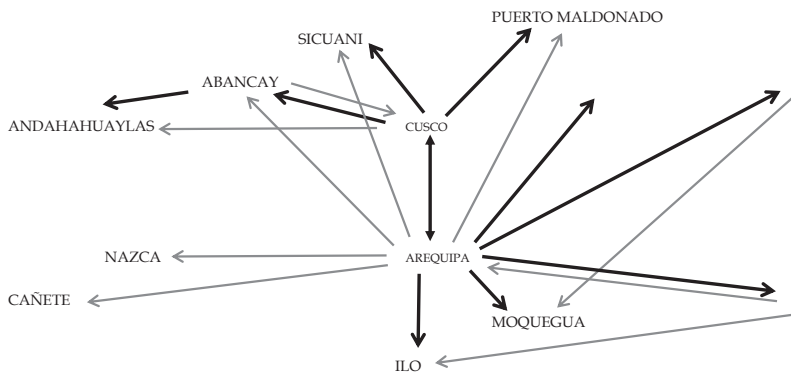 PUERTO MALDONADO
SICUANI
ABANCAY
ANDAHAHUAYLAS
CUSCO
NAZCA
AREQUIPA
CAÑETE
MOQUEGUA
ILO